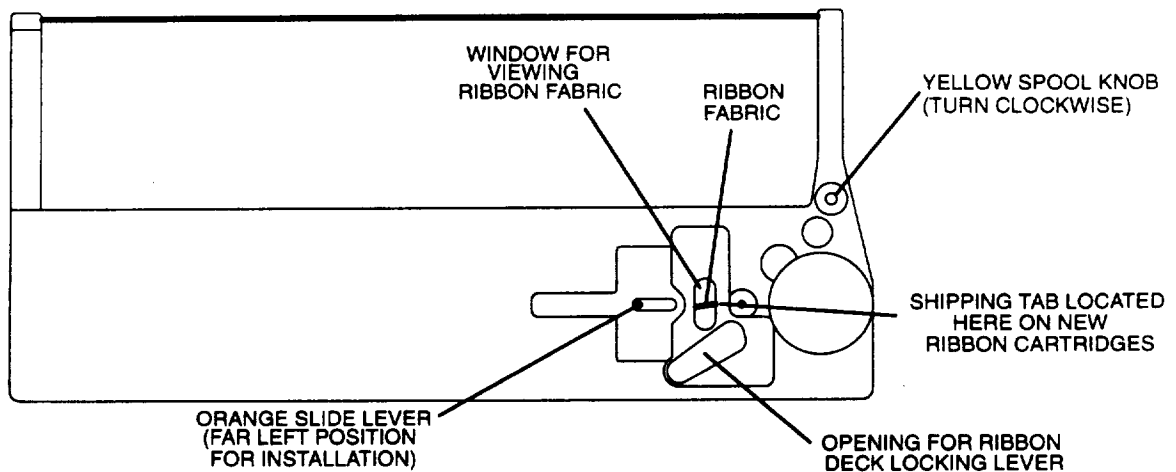 WINDOW FOR
VIEWING
RIBBON FABRIC
RIBBON
FABRIC
YELLOW SPOOL KNOB
(TURN CLOCKWISE)
SHIPPING TAB LOCATED
HERE ON NEW
RIBBON CARTRIDGES
ORANGE SLIDE LEVER
(FAR LEFT POSITION
FOR INSTALLATION)
OPENING FOR RIBBON
DECK LOCKING LEVER